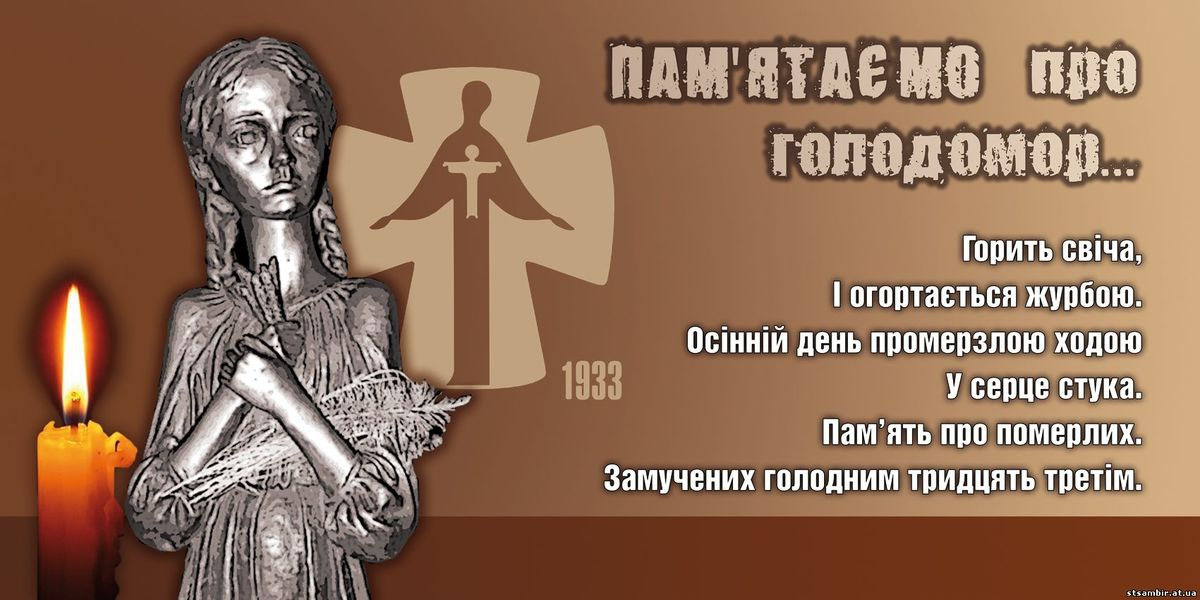 ПАМ'ЯТАЄМО про
ГОЛОДОМОР...
Горить свіча,
І огортається журбою.
Осінній день промерзлою ходою
У серце стука.
Пам’ять про померлих.
Замучених голодним тридцять третім.
1933
stsambir.at.ua